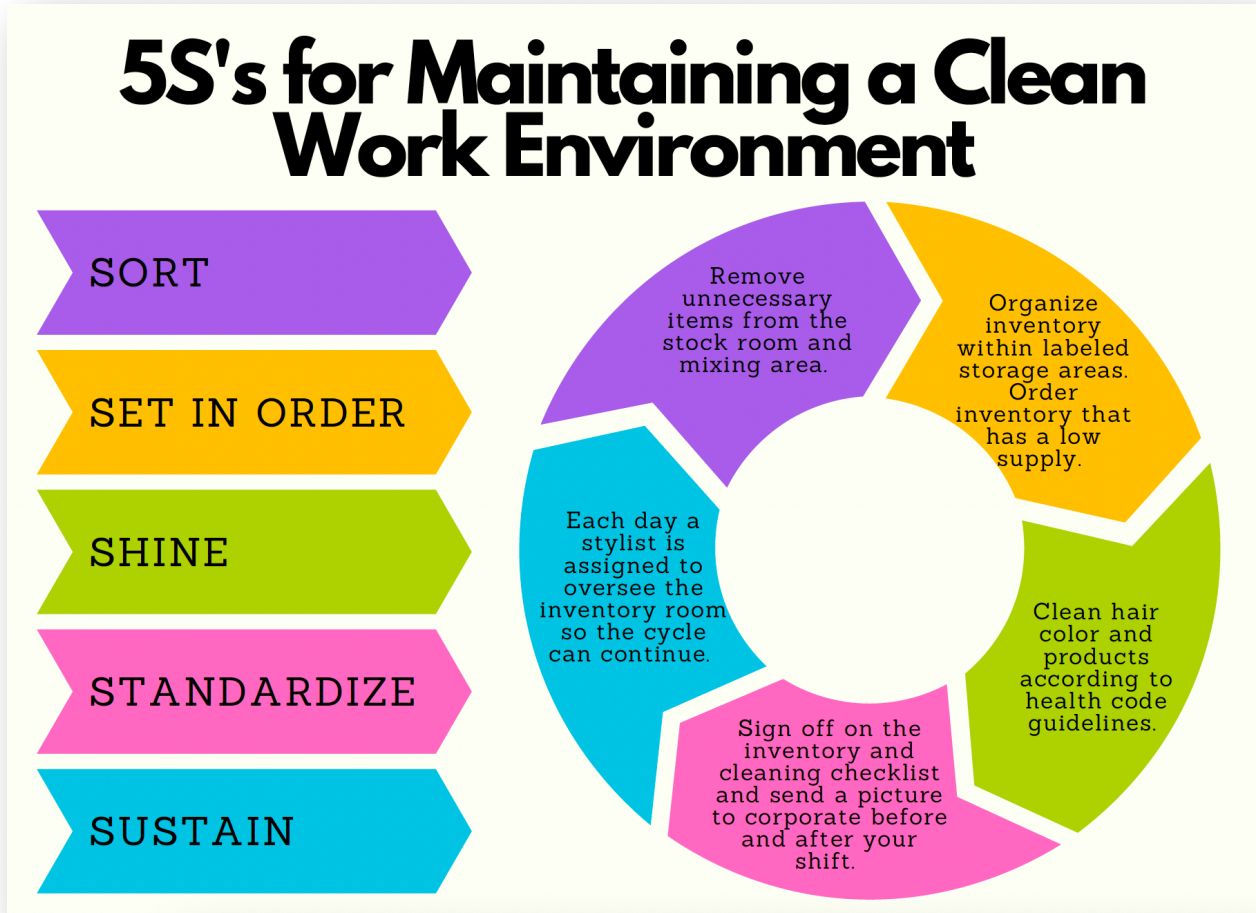 5S's for Maintaining a Clean
Work Environment
SORT
SET IN ORDER
SHINE
STANDARDIZE
SUSTAIN
Remove
unnecessary
items from the
stock room and
mixing area.
Organize
inventory
within labeled
storage areas.
Order
inventory that
has a low
supply.
Clean hair
color and
products
according to
health code
guidelines.
Sign off on the
inventory and
cleaning checklist
and send a picture
to corporate before
and after your
shift.
Each day a
stylist is
assigned to
oversee the
inventory room
so the cycle
can continue.